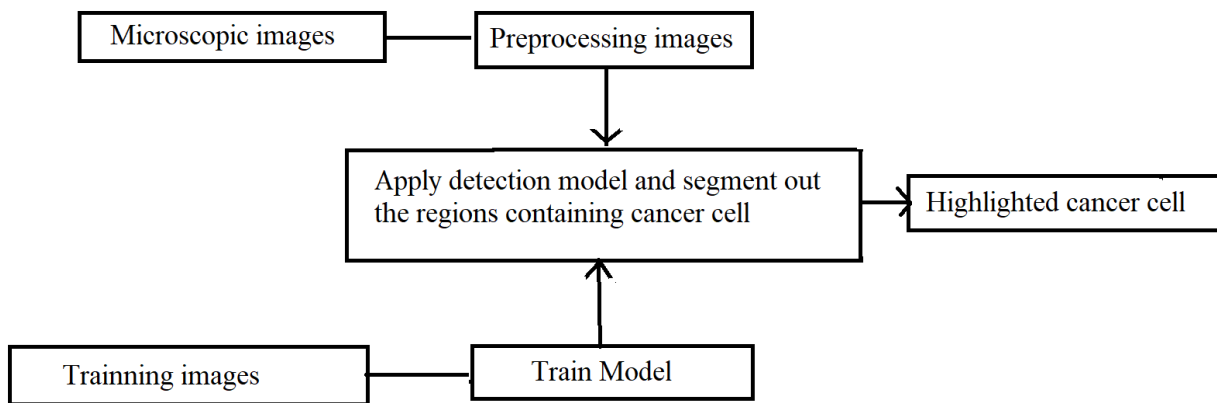 Microscopic images
Preprocessing images
Apply detection model and segment out
the regions containing cancer cell
Highlighted cancer cell
Trainning images
Train Model